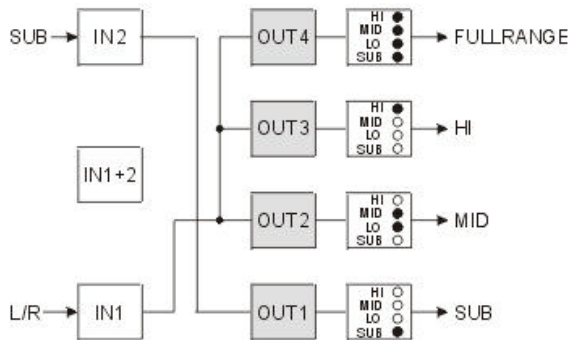 SUB IN2 OUT4 HI MID LO SUB FULLRANGE
OUT3 HI MID LO SUB HI
IN1+2
OUT2 HI MID LO SUB MID
L/R IN1 OUT1 HI MID LO SUB SUB